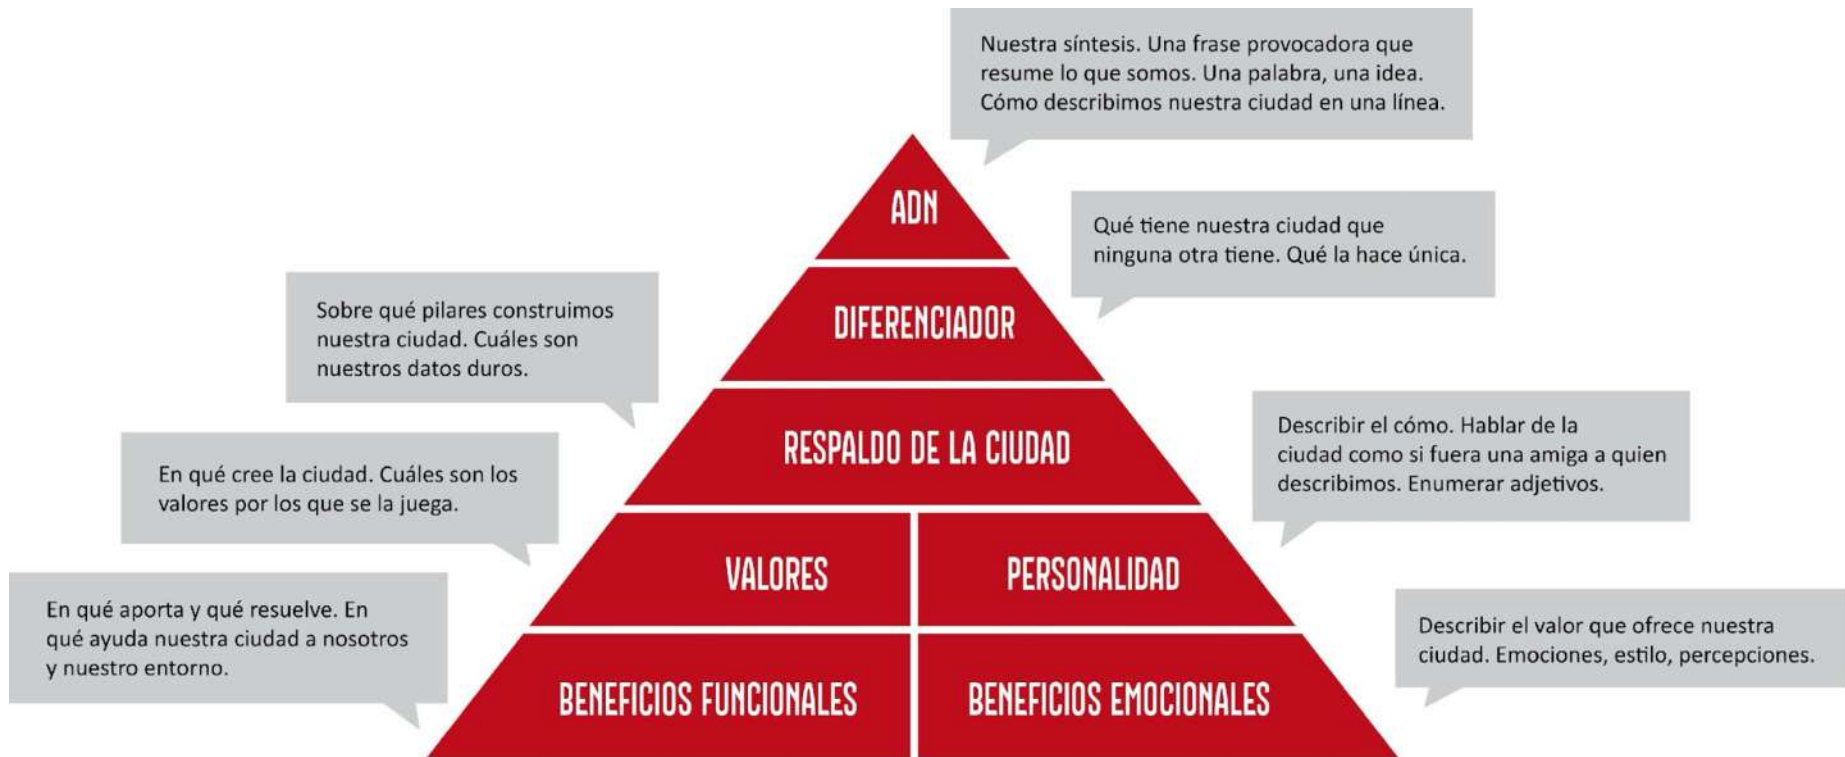 Nuestra síntesis. Una frase provocadora que
resume lo que somos. Una palabra, una idea.
Cómo describimos nuestra ciudad en una línea.
ADN
Qué tiene nuestra ciudad que
ninguna otra tiene. Qué la hace única.
DIFERENCIADOR
Sobre qué pilares construimos
nuestra ciudad. Cuáles son
nuestros datos duros.
RESPALDO DE LA CIUDAD
Describir el cómo. Hablar de la
ciudad como si fuera una amiga a quien
describimos. Enumerar adjetivos.
En qué cree la ciudad. Cuáles son los
valores por los que se la juega.
VALORES
PERSONALIDAD
En qué aporta y qué resuelve. En
qué ayuda nuestra ciudad a nosotros
y nuestro entorno.
Describir el valor que ofrece nuestra
ciudad. Emociones, estilo, percepciones.
BENEFICIOS FUNCIONALES
BENEFICIOS EMOCIONALES